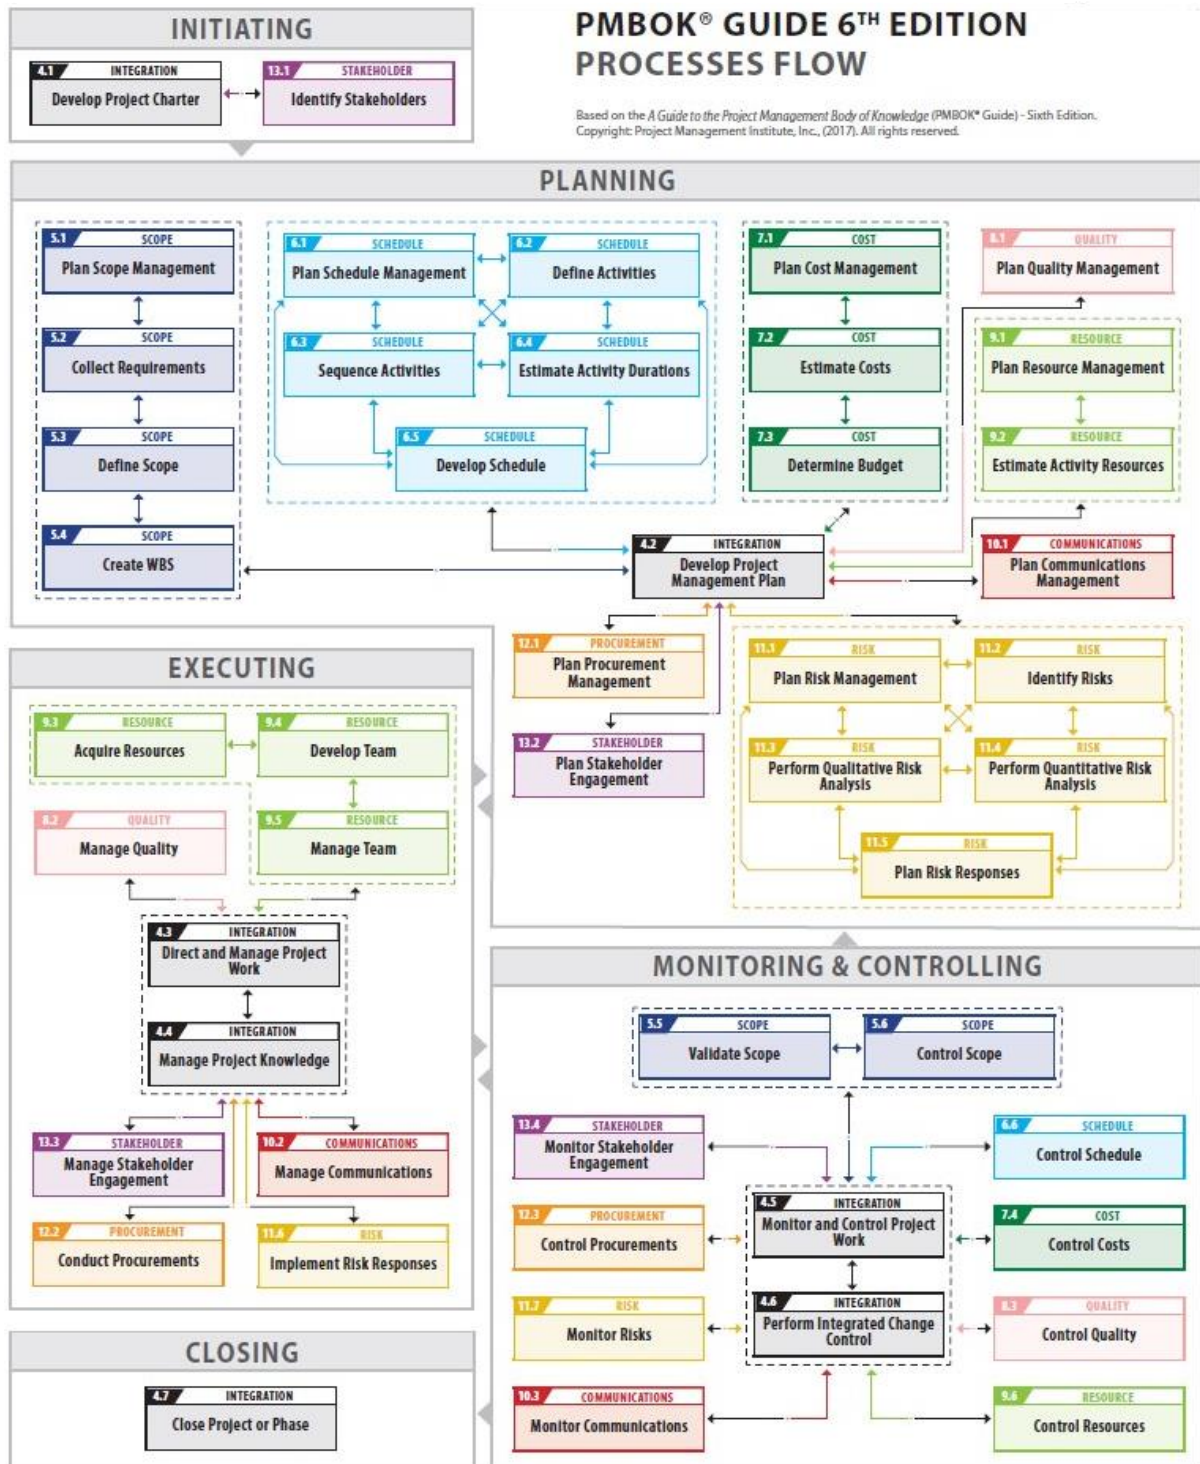 INITIATING
4.1 INTEGRATION
Develop Project Charter
13.1 STAKEHOLDER
Identify Stakeholders
PMBOK® GUIDE 6TH EDITION
PROCESSES FLOW
Based on the A Guide to the Project Management Body of Knowledge (PMBOK® Guide) - Sixth Edition.
Copyright: Project Management Institute, Inc., (2017). All rights reserved.
PLANNING
5.1 SCOPE
Plan Scope Management
5.2 SCOPE
Collect Requirements
5.3 SCOPE
Define Scope
5.4 SCOPE
Create WBS
6.1 SCHEDULE
Plan Schedule Management
6.2 SCHEDULE
Define Activities
6.3 SCHEDULE
Sequence Activities
6.4 SCHEDULE
Estimate Activity Durations
6.5 SCHEDULE
Develop Schedule
7.1 COST
Plan Cost Management
7.2 COST
Estimate Costs
7.3 COST
Determine Budget
8.1 QUALITY
Plan Quality Management
9.1 RESOURCE
Plan Resource Management
9.2 RESOURCE
Estimate Activity Resources
4.2 INTEGRATION
Develop Project
Management Plan
10.1 COMMUNICATIONS
Plan Communications
Management
12.1 PROCUREMENT
Plan Procurement
Management
13.2 STAKEHOLDER
Plan Stakeholder
Engagement
11.1 RISK
Plan Risk Management
11.2 RISK
Identify Risks
11.3 RISK
Perform Qualitative Risk
Analysis
11.4 RISK
Perform Quantitative Risk
Analysis
11.5 RISK
Plan Risk Responses
EXECUTING
9.3 RESOURCE
Acquire Resources
9.4 RESOURCE
Develop Team
8.2 QUALITY
Manage Quality
9.5 RESOURCE
Manage Team
4.3 INTEGRATION
Direct and Manage Project
Work
4.4 INTEGRATION
Manage Project Knowledge
13.3 STAKEHOLDER
Manage Stakeholder
Engagement
10.2 COMMUNICATIONS
Manage Communications
12.2 PROCUREMENT
Conduct Procurements
11.6 RISK
Implement Risk Responses
MONITORING & CONTROLLING
5.5 SCOPE
Validate Scope
5.6 SCOPE
Control Scope
13.4 STAKEHOLDER
Monitor Stakeholder
Engagement
6.6 SCHEDULE
Control Schedule
12.3 PROCUREMENT
Control Procurements
4.5 INTEGRATION
Monitor and Control Project
Work
7.4 COST
Control Costs
11.7 RISK
Monitor Risks
4.6 INTEGRATION
Perform Integrated Change
Control
8.3 QUALITY
Control Quality
10.3 COMMUNICATIONS
Monitor Communications
9.6 RESOURCE
Control Resources
CLOSING
4.7 INTEGRATION
Close Project or Phase